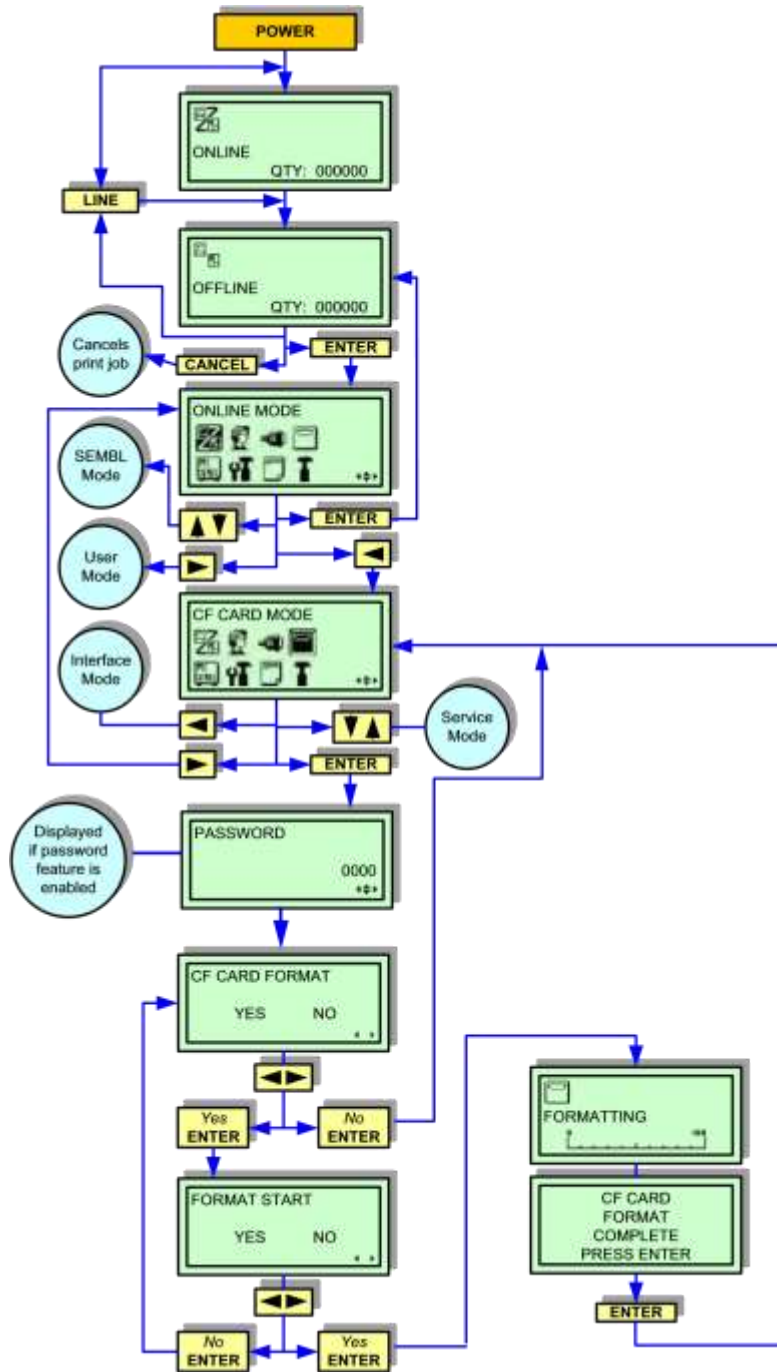 POWER
ONLINE
QTY: 000000
LINE
OFFLINE
QTY: 000000
Cancels
print job
CANCEL
ENTER
ONLINE MODE
SEMBL
Mode
ENTER
User
Mode
CF CARD MODE
Interface
Mode
Service
Mode
ENTER
Displayed
if password
feature is
enabled
PASSWORD
0000
CF CARD FORMAT
YES NO
Yes
ENTER
No
ENTER
FORMAT START
YES NO
No
ENTER
Yes
ENTER
FORMATTING
CF CARD
FORMAT
COMPLETE
PRESS ENTER
ENTER